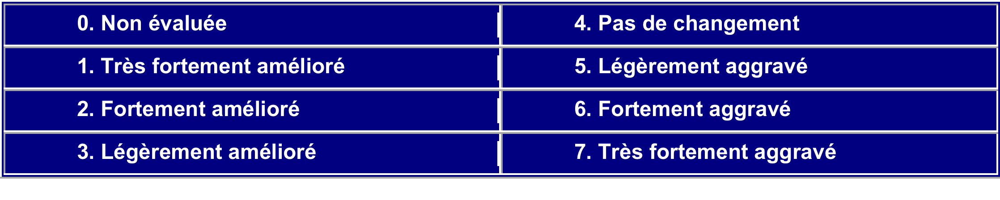 0. Non évaluée
4. Pas de changement
1. Très fortement amélioré
5. Légèrement aggravé
2. Fortement amélioré
6. Fortement aggravé
3. Légèrement amélioré
7. Très fortement aggravé